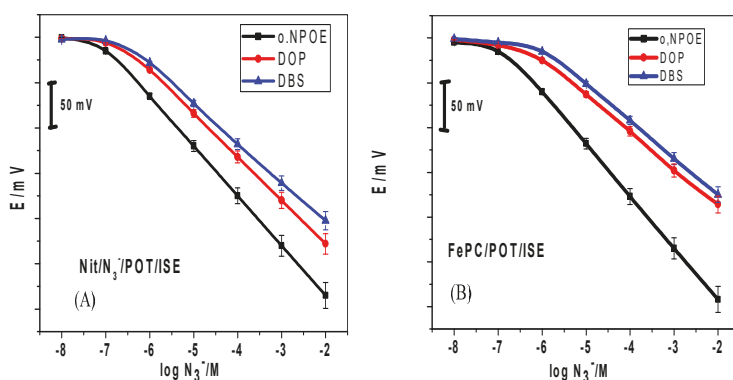 o.NPOE
DOP
DBS
50 mV
E /m V
Nit/N3-/POT/ISE
(A)
-8 -7 -6 -5 -4 -3 -2
log N3-/M
o,NPOE
DOP
DBS
50 mV
E /m V
FePC/POT/ISE
(B)
-8 -7 -6 -5 -4 -3 -2
log N3-/M